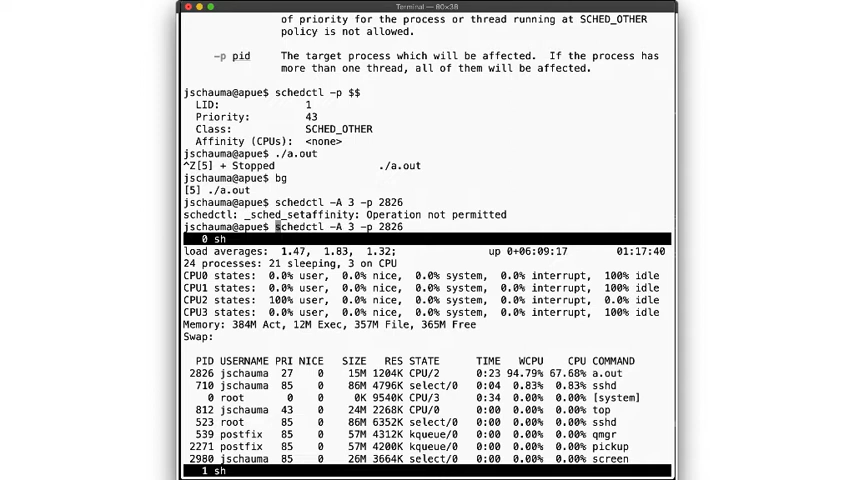 Terminal — 80×38
of priority for the process or thread running at SCHED_OTHER
policy is not allowed.
-p pid The target process which will be affected. If the process has
more than one thread, all of them will be affected.
jschauma@apue$ schedctl -p $$
LID: 1
Priority: 43
Class: SCHED_OTHER
Affinity (CPUs): <none>
jschauma@apue$ ./a.out
^Z[5] + Stopped ./a.out
jschauma@apue$ bg
[5] ./a.out
jschauma@apue$ schedctl -A 3 -p 2826
schedctl: _sched_setaffinity: Operation not permitted
jschauma@apue$ schedctl -A 3 -p 2826
0 sh
load averages: 1.47, 1.83, 1.32; up 0+06:09:17 01:17:40
24 processes: 21 sleeping, 3 on CPU
CPU0 states: 0.0% user, 0.0% nice, 0.0% system, 0.0% interrupt, 100% idle
CPU1 states: 0.0% user, 0.0% nice, 0.0% system, 0.0% interrupt, 100% idle
CPU2 states: 100% user, 0.0% nice, 0.0% system, 0.0% interrupt, 0.0% idle
CPU3 states: 0.0% user, 0.0% nice, 0.0% system, 0.0% interrupt, 100% idle
Memory: 384M Act, 12M Exec, 357M File, 365M Free
Swap:
PID USERNAME PRI NICE SIZE RES STATE TIME WCPU CPU COMMAND
2826 jschauma 27 0 15M 1204K CPU/2 0:23 94.79% 67.68% a.out
710 jschauma 85 0 86M 4796K select/0 0:04 0.83% 0.83% sshd
0 root 85 0 0K 9540K CPU/3 0:34 0.00% 0.00% [system]
812 jschauma 43 0 24M 2268K CPU/0 0:00 0.00% 0.00% top
523 root 85 0 86M 6352K select/0 0:00 0.00% 0.00% sshd
539 postfix 85 0 57M 4312K kqueue/0 0:00 0.00% 0.00% qmgr
2271 postfix 85 0 57M 4200K kqueue/0 0:00 0.00% 0.00% pickup
2980 jschauma 85 0 26M 3664K select/0 0:00 0.00% 0.00% screen
1 sh